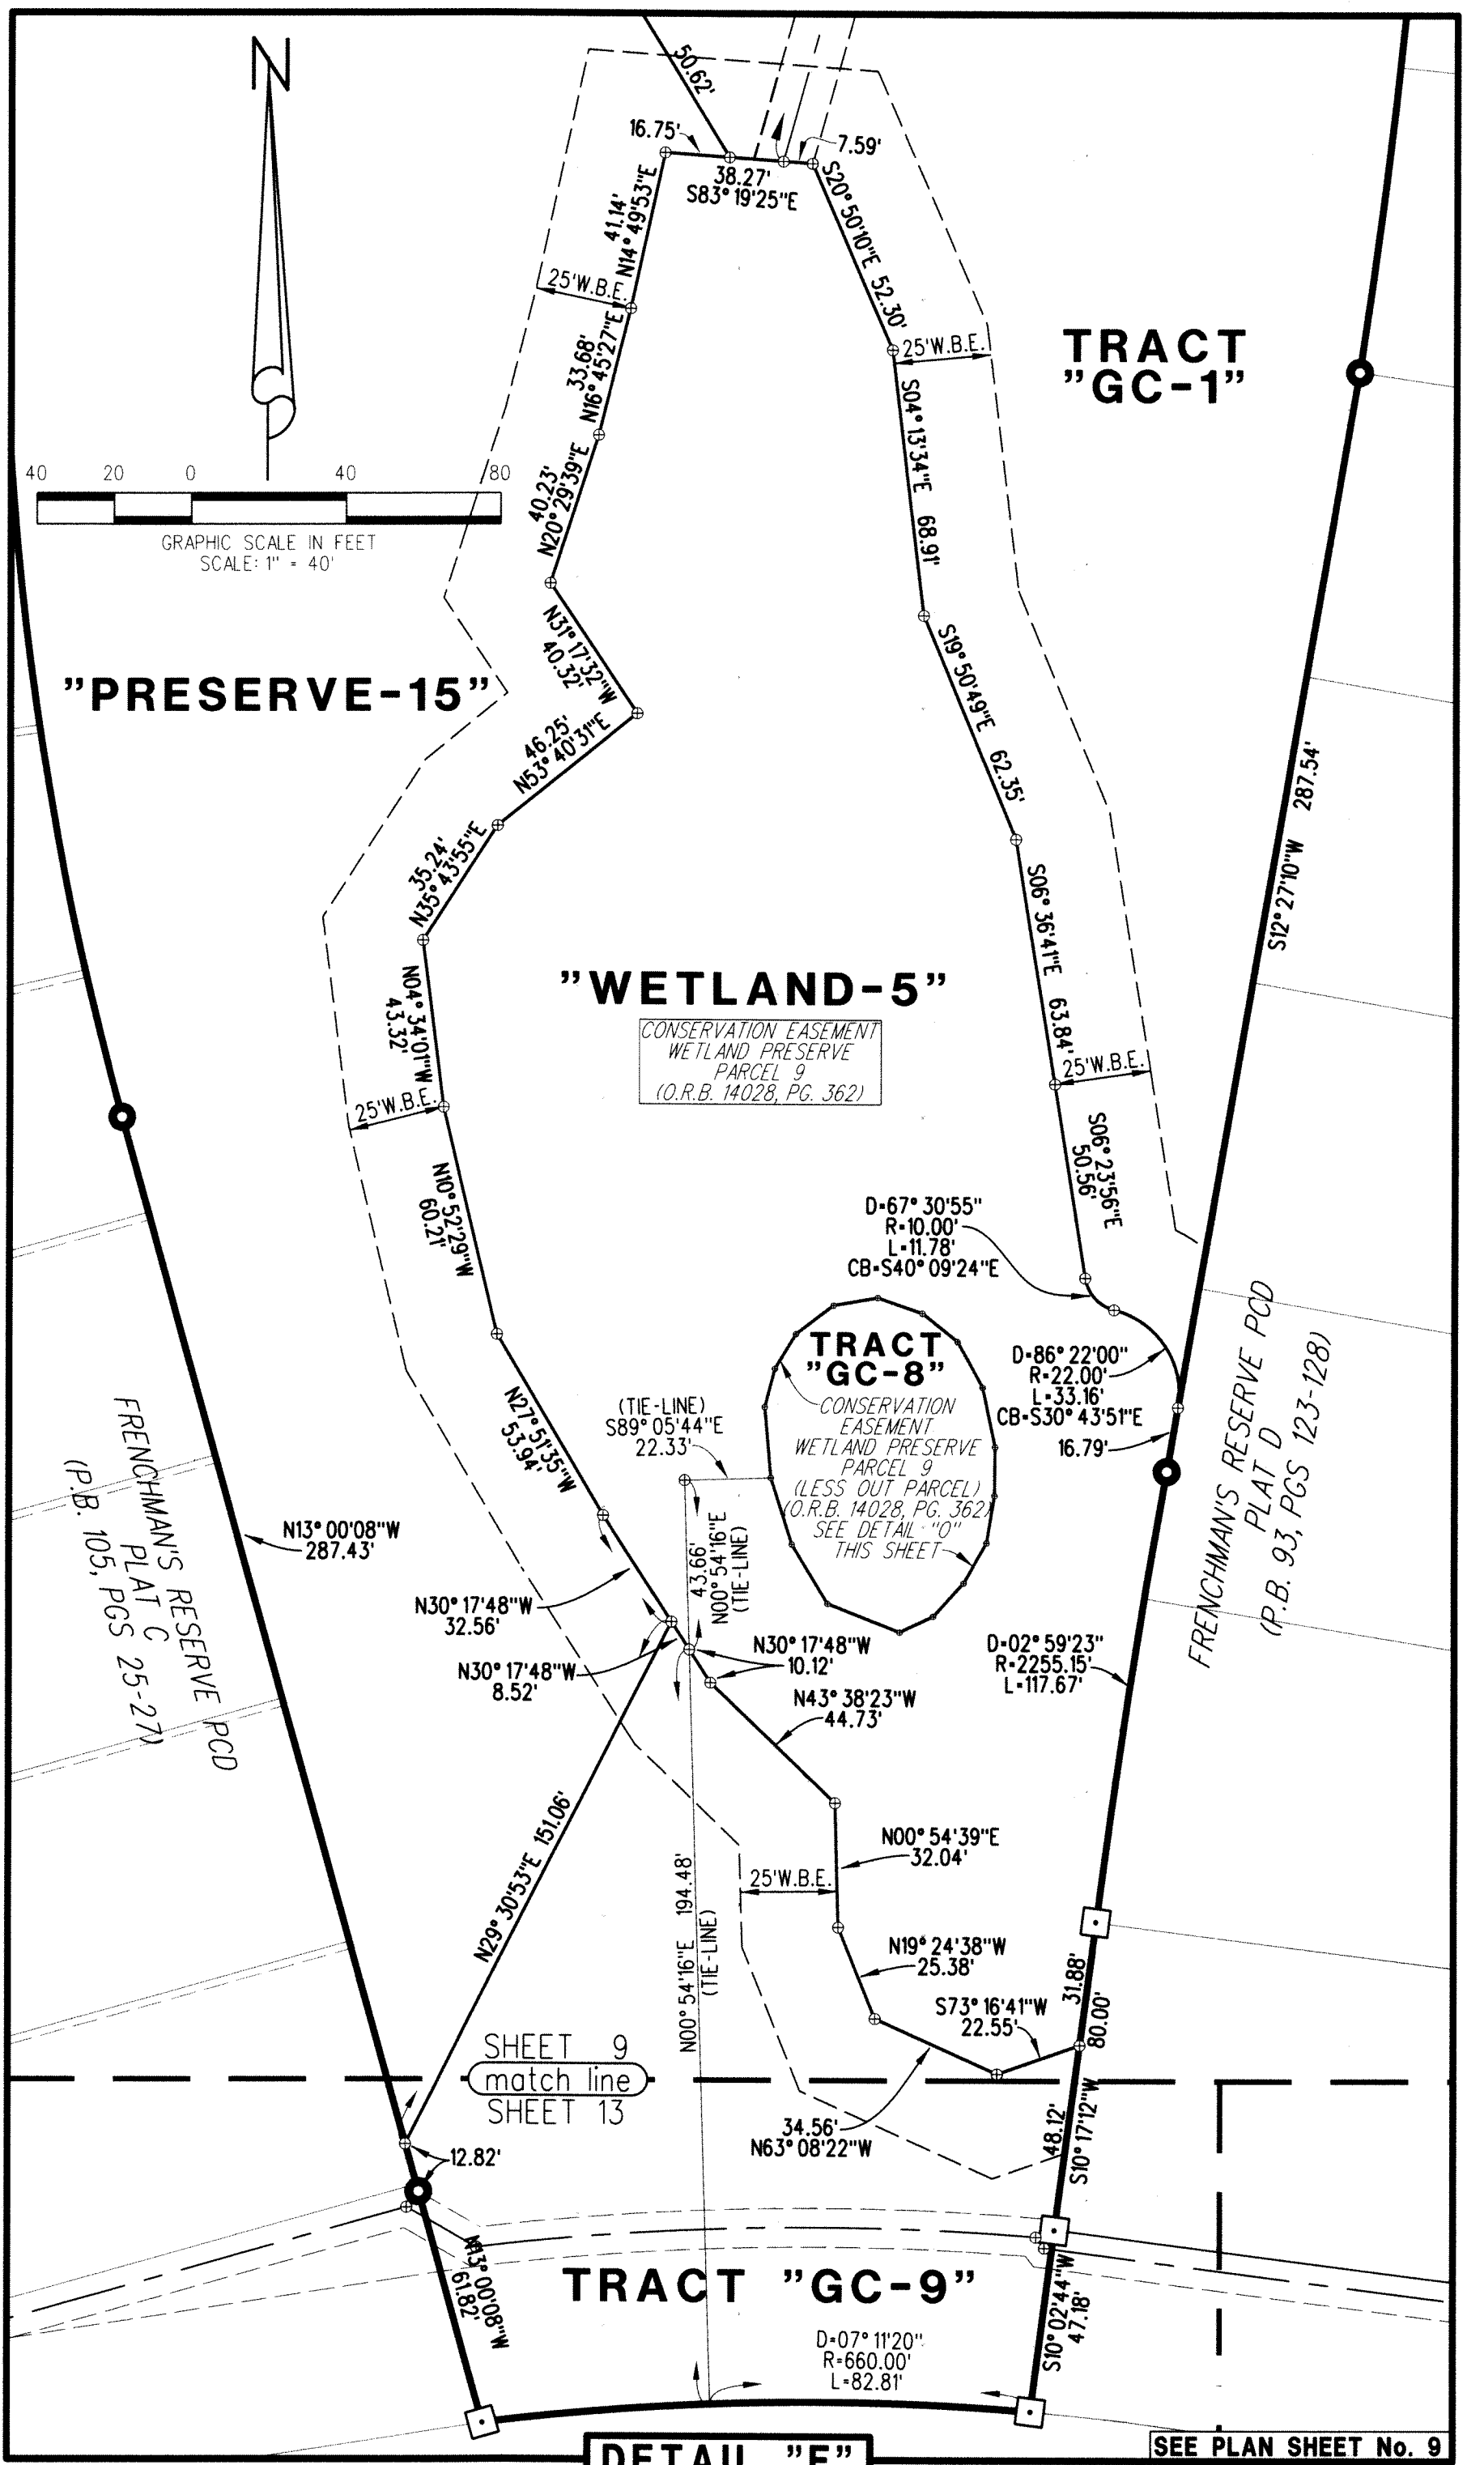 N
50.62'
16.75'
7.59'
38.27'
S83°19'25"E
S20°50'10"E 52.30'
41.14'
N14°49'53"E
25'W.B.E.
33.68'
N16°45'27"E
25'W.B.E.
TRACT
"GC-1"
40 20 0 40 80
GRAPHIC SCALE IN FEET
SCALE: 1" = 40'
40.23'
N20°29'39"E
S04°13'34"E 68.91'
N31°17'32"W
40.32'
"PRESERVE-15"
S19°50'49"E 62.35'
46.25'
N53°40'31"E
S12°27'10"W 287.54'
35.24'
N35°43'55"E
S06°36'41"E 63.84'
N04°34'01"W
43.32'
"WETLAND-5"
CONSERVATION EASEMENT
WETLAND PRESERVE
PARCEL 9
(O.R.B. 14028, PG. 362)
25'W.B.E.
25'W.B.E.
S06°23'56"E
50.56'
N10°52'29"W
60.21'
D=67°30'55"
R=10.00'
L=11.78'
CB=S40°09'24"E
TRACT
"GC-8"
CONSERVATION
EASEMENT
WETLAND PRESERVE
PARCEL 9
(LESS OUT PARCEL)
(O.R.B. 14028, PG. 362)
SEE DETAIL "O"
THIS SHEET
D=86°22'00"
R=22.00'
L=33.16'
CB=S30°43'51"E
16.79'
FRENCHMAN'S RESERVE PCD
PLAT D
(P.B. 93, PGS 123-128)
N27°51'35"W
53.94'
(TIE-LINE)
S89°05'44"E
22.33'
FRENCHMAN'S RESERVE PCD
PLAT C
(P.B. 105, PGS 25-27)
N13°00'08"W
287.43'
43.66'
N00°54'16"E
(TIE-LINE)
N30°17'48"W
32.56'
N30°17'48"W
8.52'
N30°17'48"W
10.12'
D=02°59'23"
R=2255.15'
L=117.67'
N43°38'23"W
44.73'
N29°30'53"E 151.06'
N00°54'39"E
32.04'
25'W.B.E.
N00°54'16"E 194.48'
(TIE-LINE)
N19°24'38"W
25.38'
S73°16'41"W
22.55'
31.88'
80.00'
SHEET 9
match line
SHEET 13
34.56'
N63°08'22"W
48.12'
S10°17'12"W
12.82'
N13°00'08"W
61.82'
TRACT "GC-9"
S10°02'44"W
47.18'
D=07°11'20"
R=660.00'
L=82.81'
DETAIL "E"
SEE PLAN SHEET No. 9